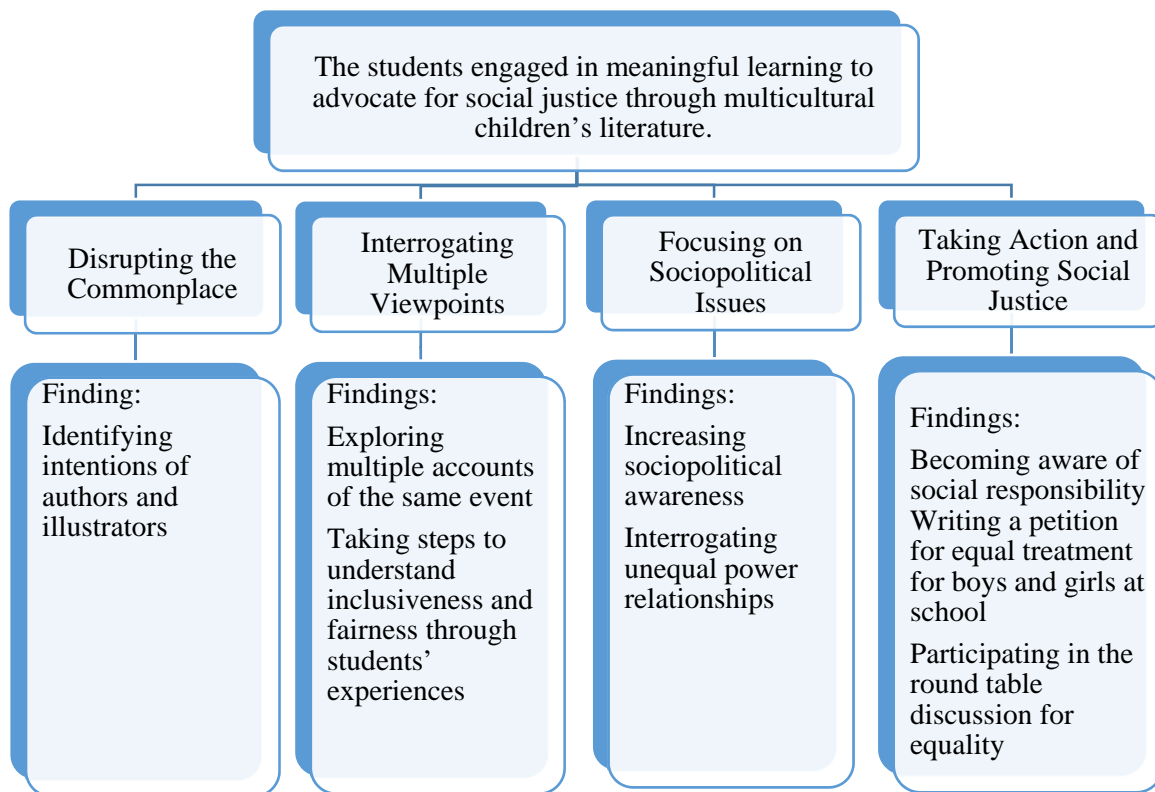 The students engaged in meaningful learning to
advocate for social justice through multicultural
children’s literature.
Disrupting the
Commonplace
Interrogating
Multiple
Viewpoints
Focusing on
Sociopolitical
Issues
Taking Action and
Promoting Social
Justice
Finding:
Identifying
intentions of
authors and
illustrators
Findings:
Exploring
multiple accounts
of the same event
Taking steps to
understand
inclusiveness and
fairness through
students’
experiences
Findings:
Increasing
sociopolitical
awareness
Interrogating
unequal power
relationships
Findings:
Becoming aware of
social responsibility
Writing a petition
for equal treatment
for boys and girls at
school
Participating in the
round table
discussion for
equality